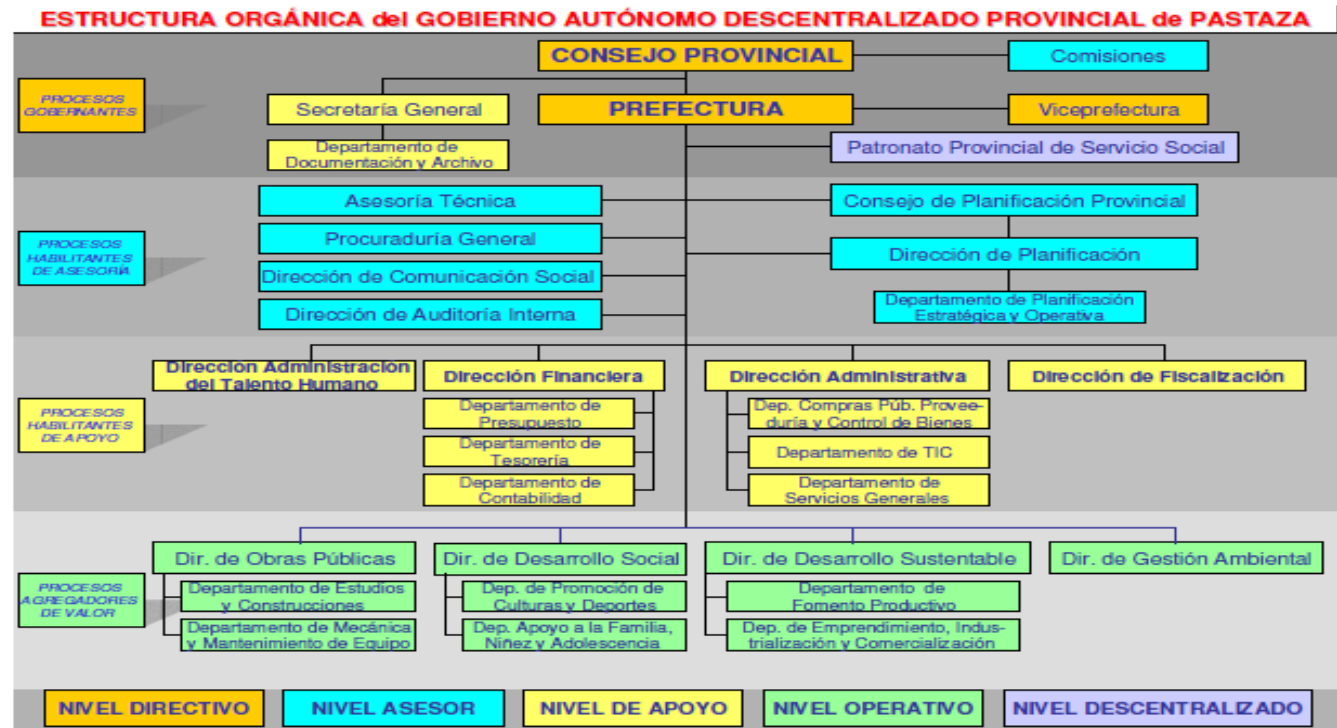 ESTRUCTURA ORGÁNICA del GOBIERNO AUTÓNOMO DESCENTRALIZADO PROVINCIAL de PASTAZA
CONSEJO PROVINCIAL
Comisiones
PROCESOS
GOBERNANTES
Secretaría General
PREFECTURA
Viceprefectura
Departamento de
Documentación y Archivo
Patronato Provincial de Servicio Social
PROCESOS
HABILITANTES
DE ASESORÍA
Asesoría Técnica
Consejo de Planificación Provincial
Procuraduría General
Dirección de Planificación
Dirección de Comunicación Social
Dirección de Auditoría Interna
Departamento de Planificación
Estratégica y Operativa
PROCESOS
HABILITANTES
DE APOYO
Dirección Administración
del Talento Humano
Dirección Financiera
Dirección Administrativa
Dirección de Fiscalización
Departamento de
Presupuesto
Dep. Compras Púb. Provee-
duría y Control de Bienes
Departamento de
Tesorería
Departamento de TIC
Departamento de
Contabilidad
Departamento de
Servicios Generales
PROCESOS
AGREGADORES
DE VALOR
Dir. de Obras Públicas
Dir. de Desarrollo Social
Dir. de Desarrollo Sustentable
Dir. de Gestión Ambiental
Departamento de Estudios
y Construcciones
Dep. de Promoción de
Culturas y Deportes
Departamento de
Fomento Productivo
Departamento de Mecánica
y Mantenimiento de Equipo
Dep. Apoyo a la Familia,
Niñez y Adolescencia
Dep. de Emprendimiento, Indus-
trialización y Comercialización
NIVEL DIRECTIVO
NIVEL ASESOR
NIVEL DE APOYO
NIVEL OPERATIVO
NIVEL DESCENTRALIZADO